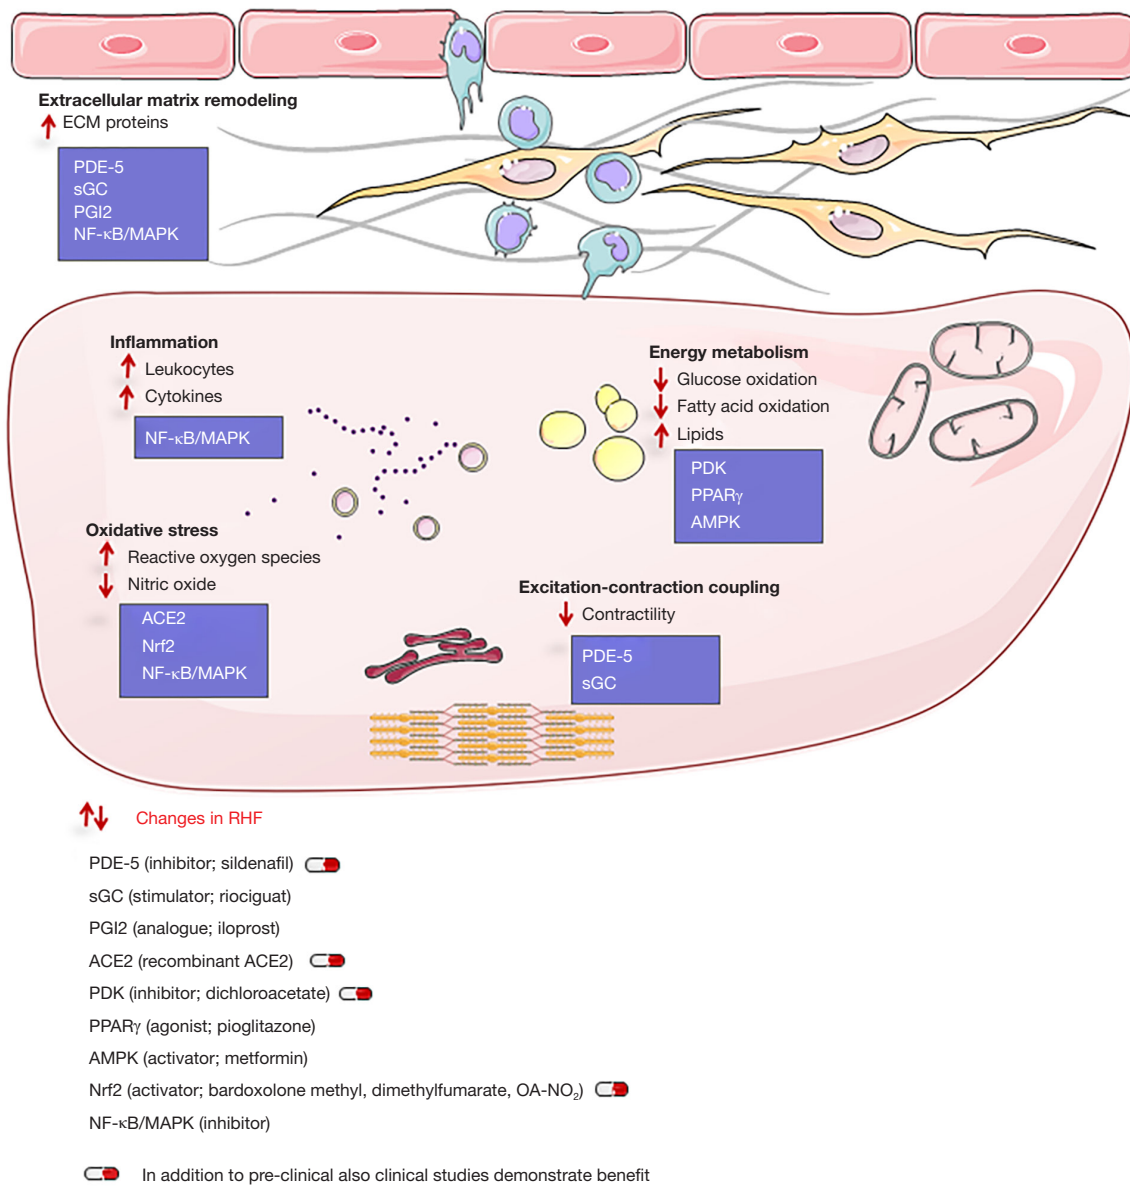 Extracellular matrix remodeling
ECM proteins
PDE-5
sGC
PGI2
NF-κB/MAPK
Inflammation
Leukocytes
Cytokines
NF-κB/MAPK
Energy metabolism
Glucose oxidation
Fatty acid oxidation
Lipids
PDK
PPARγ
AMPK
Oxidative stress
Reactive oxygen species
Nitric oxide
ACE2
Nrf2
NF-κB/MAPK
Excitation-contraction coupling
Contractility
PDE-5
sGC
Changes in RHF
PDE-5 (inhibitor; sildenafil)
sGC (stimulator; riociguat)
PGI2 (analogue; iloprost)
ACE2 (recombinant ACE2)
PDK (inhibitor; dichloroacetate)
PPARγ (agonist; pioglitazone)
AMPK (activator; metformin)
Nrf2 (activator; bardoxolone methyl, dimethylfumarate, OA-NO₂)
NF-κB/MAPK (inhibitor)
In addition to pre-clinical also clinical studies demonstrate benefit